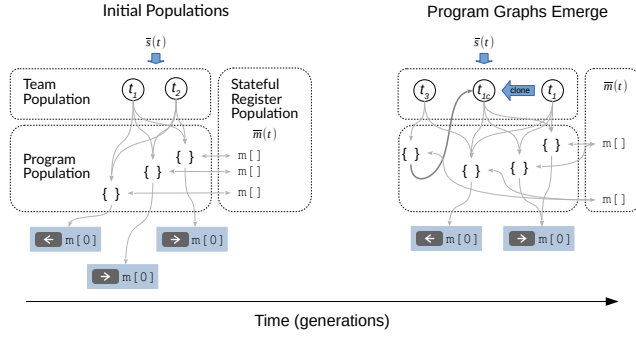 Initial Populations
s̅(t)
Team
Population
t1
t2
Stateful
Register
Population
m̅(t)
Program
Population
{ }
m[]
{ }
m[]
{ }
m[]
← m[0]
→ m[0]
→ m[0]
Program Graphs Emerge
s̅(t)
t3
t1c
clone
t1
m̅(t)
{ }
{ }
m[]
{ }
{ }
m[]
← m[0]
→ m[0]
Time (generations)